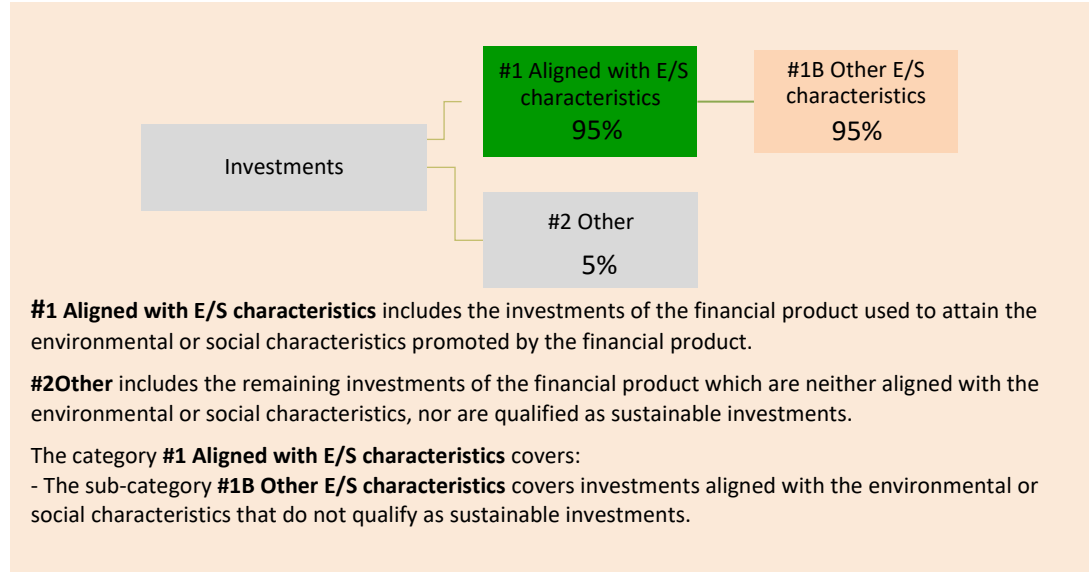 #1 Aligned with E/S
characteristics
95%
#1B Other E/S
characteristics
95%
Investments
#2 Other
5%
#1 Aligned with E/S characteristics includes the investments of the financial product used to attain the
environmental or social characteristics promoted by the financial product.
#2Other includes the remaining investments of the financial product which are neither aligned with the
environmental or social characteristics, nor are qualified as sustainable investments.
The category #1 Aligned with E/S characteristics covers:
- The sub-category #1B Other E/S characteristics covers investments aligned with the environmental or
social characteristics that do not qualify as sustainable investments.